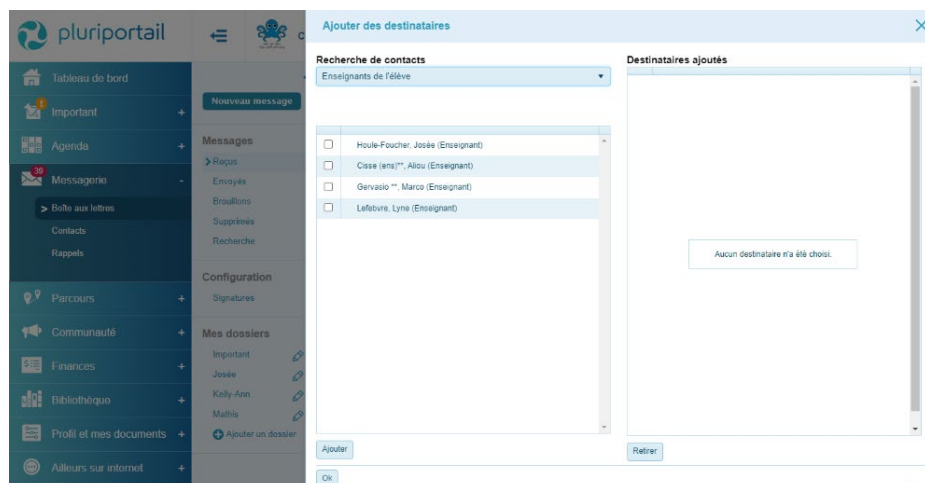 pluriportail
c
Tableau de bord
Important
+
Agenda
+
39
Messagerie
-
> Boîte aux lettres
Contacts
Rappels
Parcours
+
Communauté
+
Finances
+
Bibliothèque
+
Profil et mes documents
+
Ailleurs sur internet
+
Nouveau message
Messages
> Reçus
Envoyés
Brouillons
Supprimés
Recherche
Configuration
Signatures
Mes dossiers
Important
Josée
Kelly-Ann
Mathis
Ajouter un dossier
Ajouter des destinataires
Recherche de contacts
Enseignants de l'élève
Houle-Foucher, Josée (Enseignant)
Cisse (ens)**, Aliou (Enseignant)
Gervasio **, Marco (Enseignant)
Lefebvre, Lyne (Enseignant)
Ajouter
Ok
Destinataires ajoutés
Aucun destinataire n'a été choisi.
Retirer